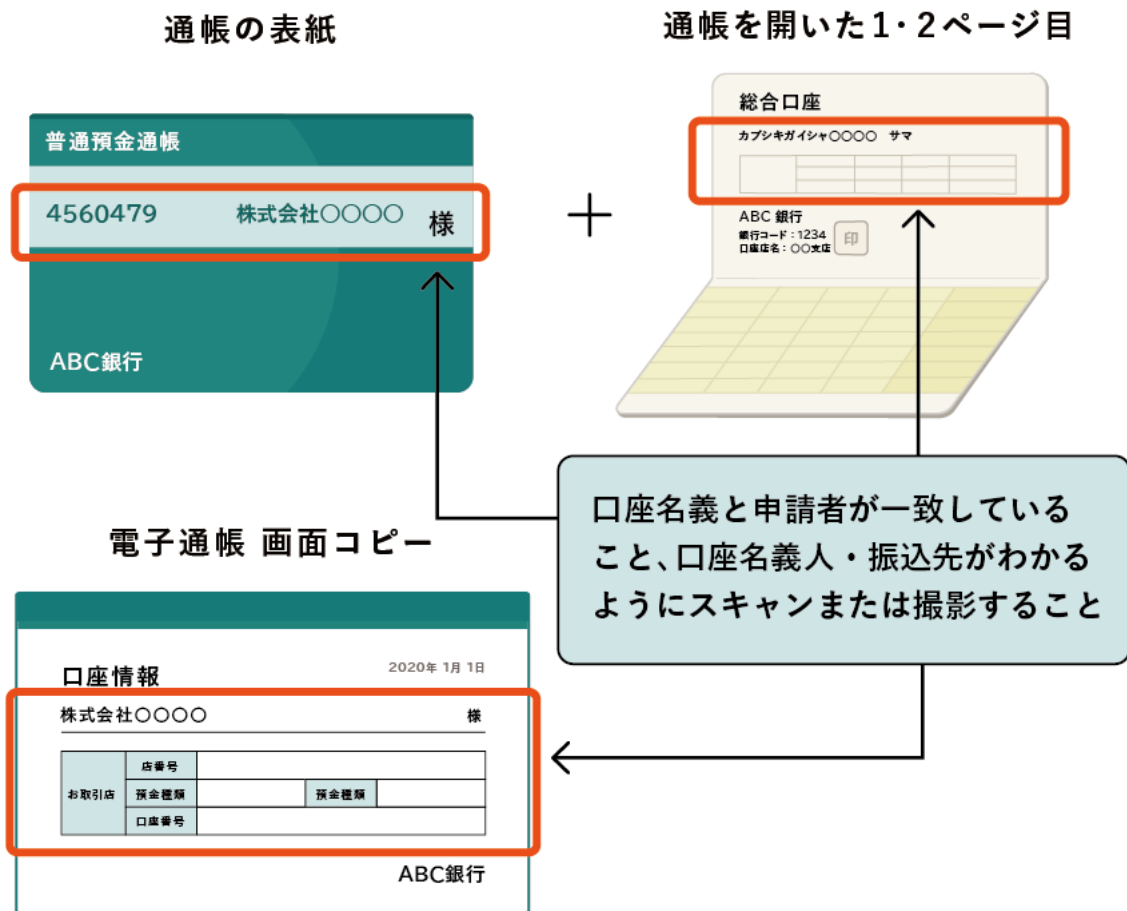 通帳の表紙
通帳を開いた1・2ページ目
普通預金通帳
4560479 株式会社〇〇〇〇 様
ABC銀行
+
総合口座
カブシキガイシャ〇〇〇〇 サマ
ABC 銀行
銀行コード：1234
口座店名：〇〇支店
印
口座名義と申請者が一致している
こと、口座名義人・振込先がわかる
ようにスキャンまたは撮影すること
電子通帳 画面コピー
口座情報
2020年 1月 1日
株式会社〇〇〇〇 様
お取引店
店番号
預金種類 預金種類
口座番号
ABC銀行